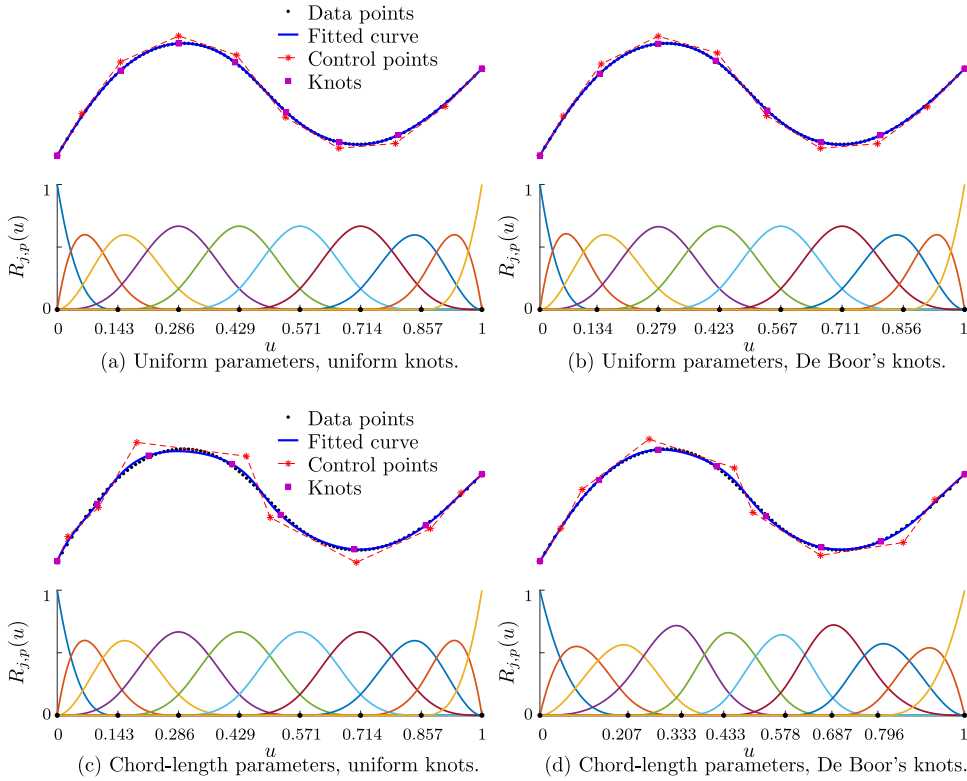 Data points
Fitted curve
Control points
Knots
1
0
R_{j,p}(u)
0 0.143 0.286 0.429 0.571 0.714 0.857 1
u
(a) Uniform parameters, uniform knots.
1
0
R_{j,p}(u)
0 0.134 0.279 0.423 0.567 0.711 0.856 1
u
(b) Uniform parameters, De Boor's knots.
Data points
Fitted curve
Control points
Knots
1
0
R_{j,p}(u)
0 0.143 0.286 0.429 0.571 0.714 0.857 1
u
(c) Chord-length parameters, uniform knots.
1
0
R_{j,p}(u)
0 0.207 0.333 0.433 0.578 0.687 0.796 1
u
(d) Chord-length parameters, De Boor's knots.